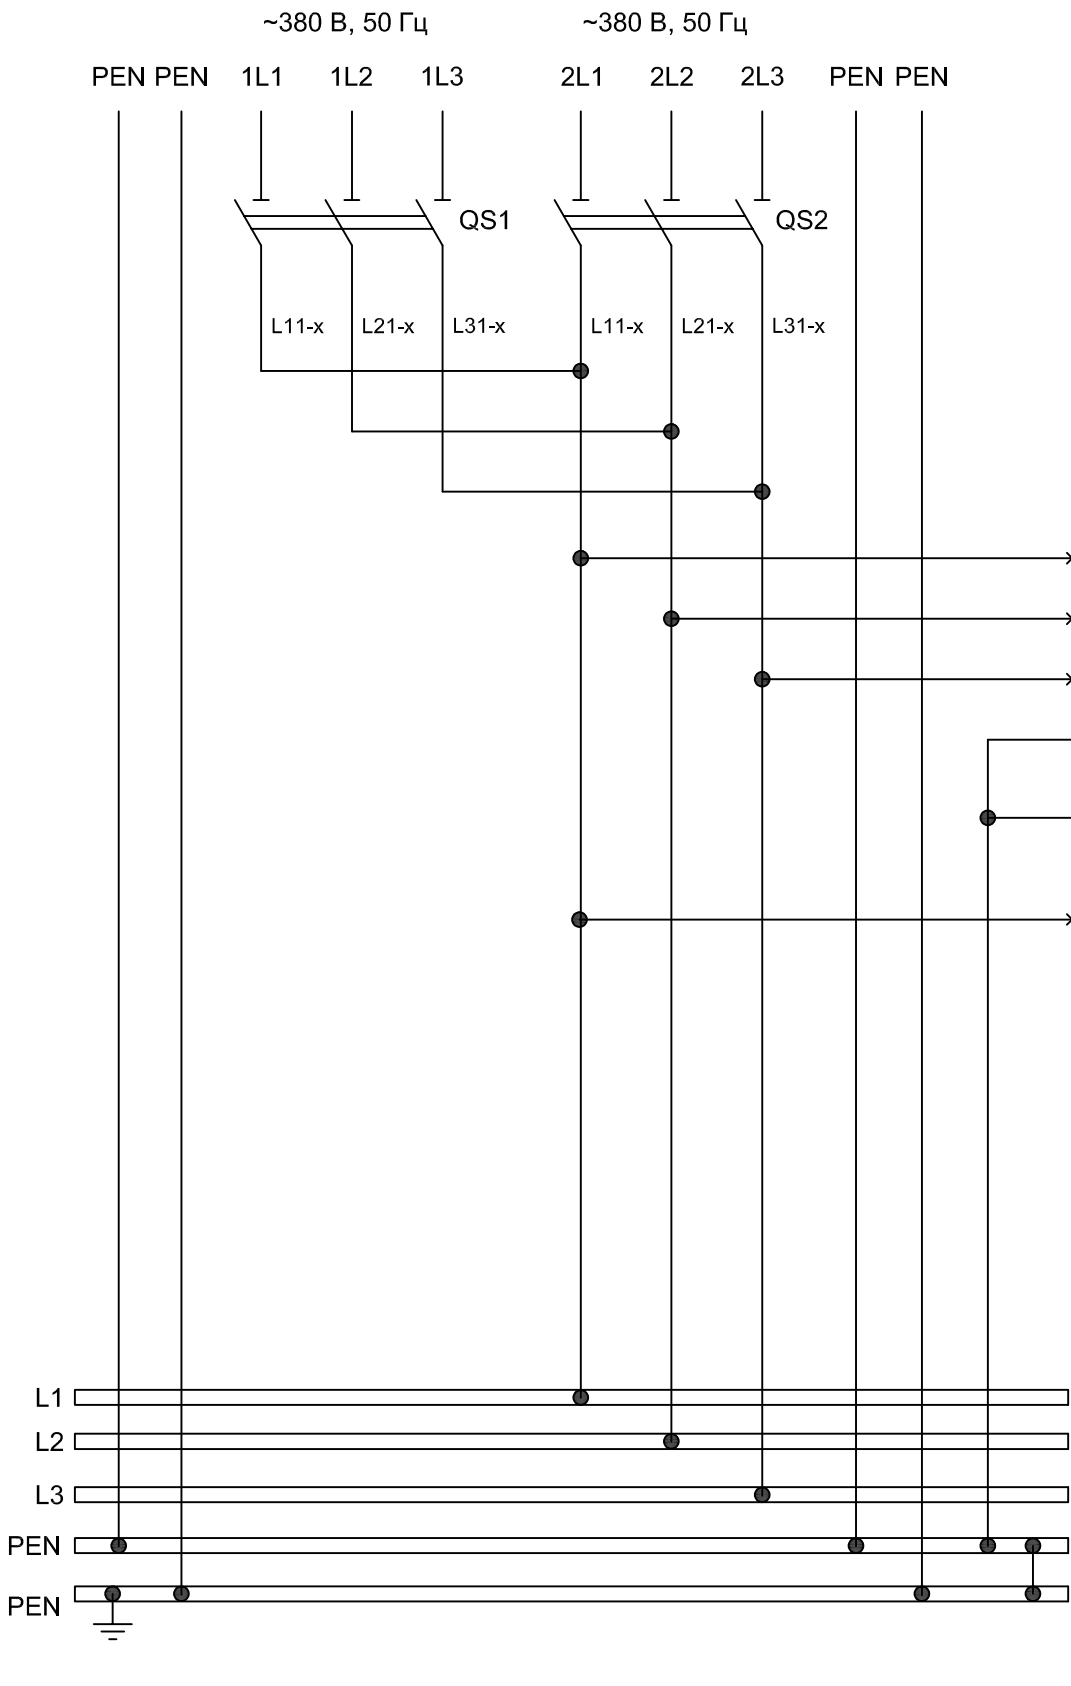 ~380 В, 50 Гц ~380 В, 50 Гц
PEN PEN 1L1 1L2 1L3 2L1 2L2 2L3 PEN PEN
QS1 QS2
L11-x L21-x L31-x L11-x L21-x L31-x
L1
L2
L3
PEN
PEN